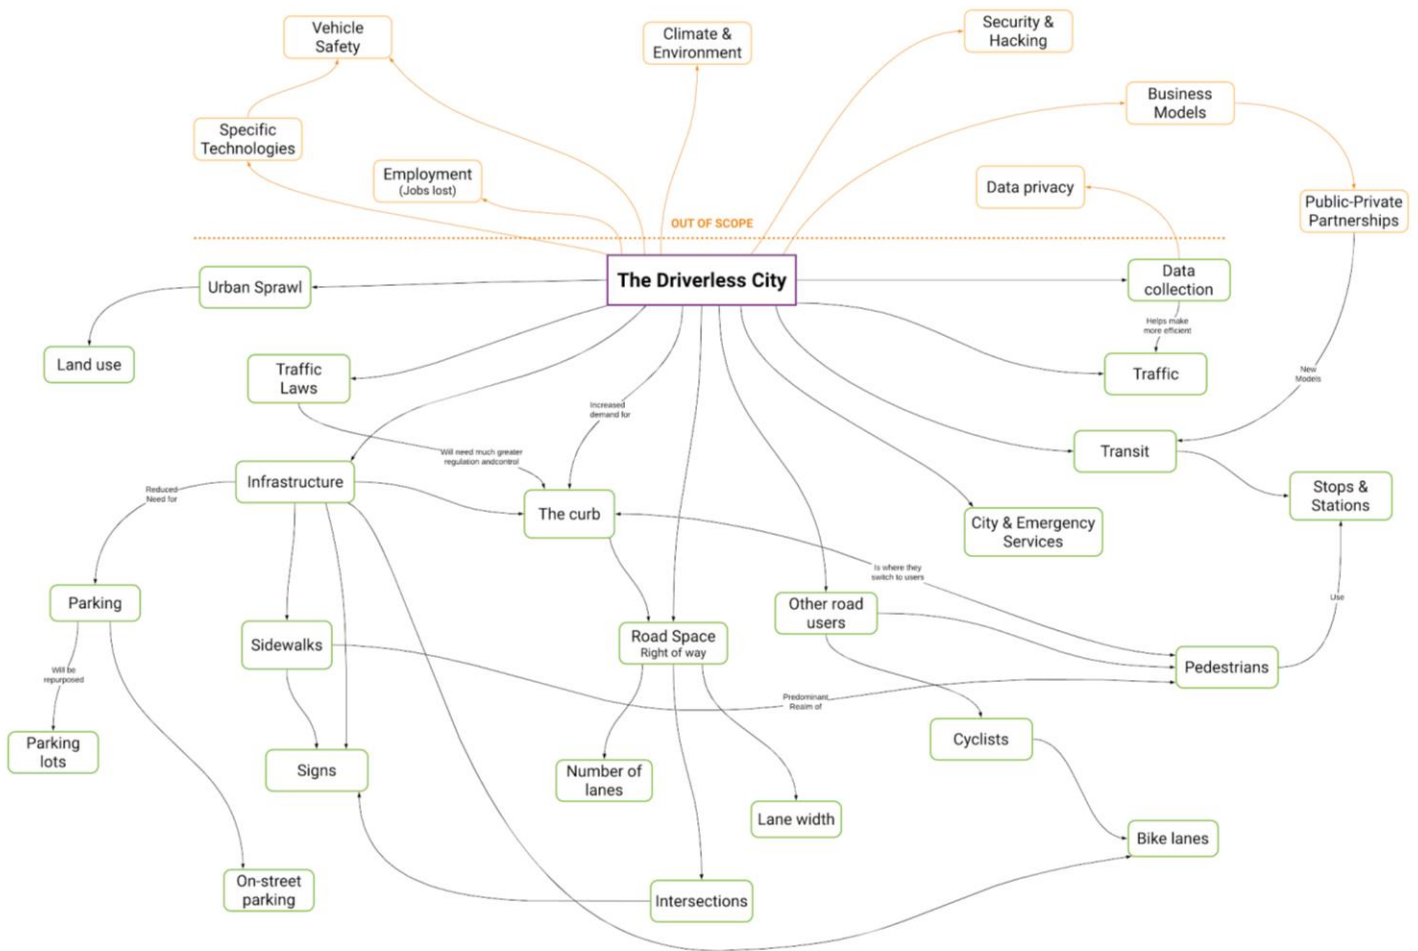 Vehicle
Safety
Climate &
Environment
Security &
Hacking
Business
Models
Specific
Technologies
Employment
(Jobs lost)
Data privacy
Public-Private
Partnerships
OUT OF SCOPE
The Driverless City
Urban Sprawl
Data
collection
Helps make
more efficient
Land use
Traffic
Laws
Traffic
New
Models
Increased
demand for
Will need much greater
regulation andcontrol
Transit
Infrastructure
Reduced
Need for
The curb
Stops &
Stations
City & Emergency
Services
Is where they
switch to users
Use
Parking
Other road
users
Sidewalks
Road Space
Right of way
Pedestrians
Will be
repurposed
Predominant
Realm of
Parking
lots
Cyclists
Signs
Number of
lanes
Lane width
Bike lanes
On-street
parking
Intersections